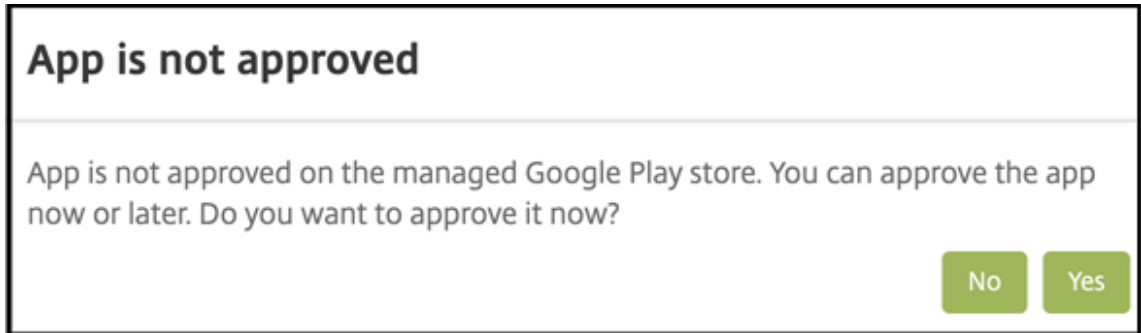 App is not approved
App is not approved on the managed Google Play store. You can approve the app
now or later. Do you want to approve it now?
No Yes